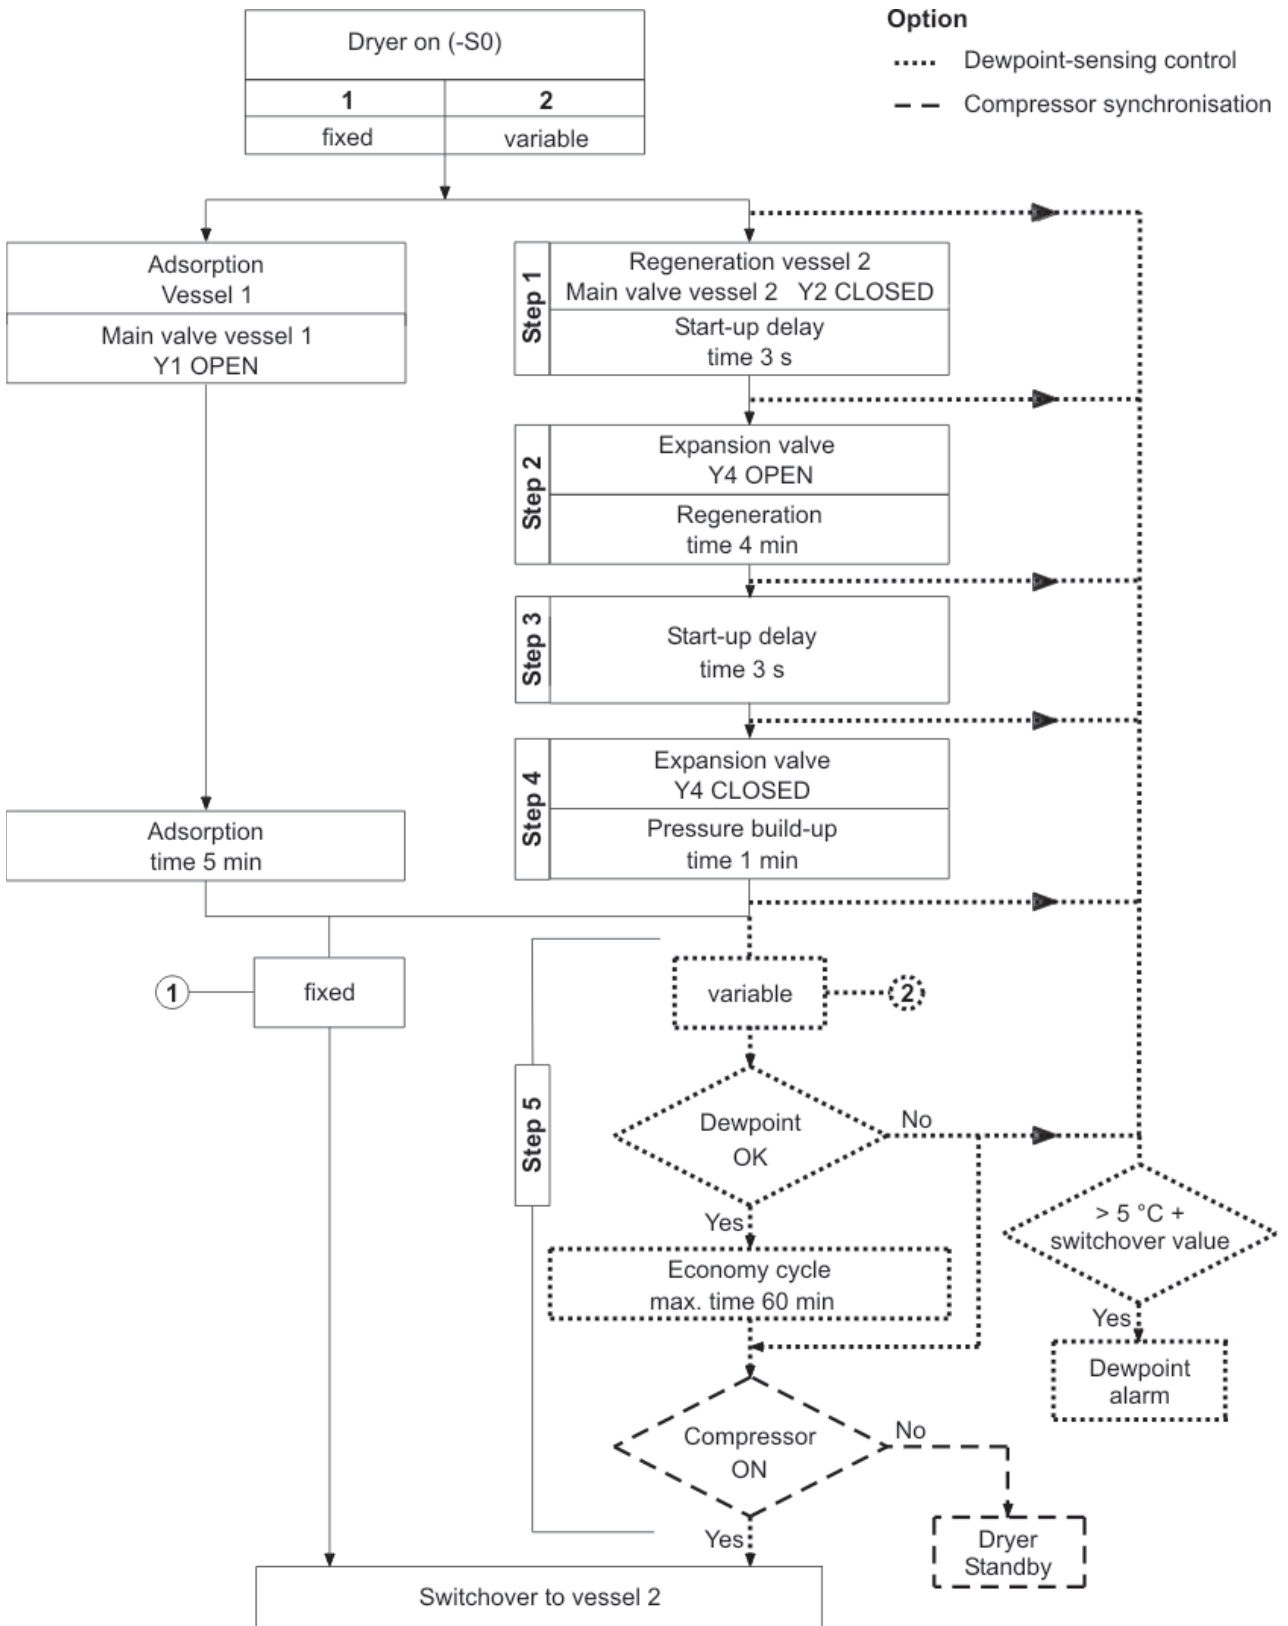 Option
Dewpoint-sensing control
Compressor synchronisation
Dryer on (-S0)
1
2
fixed
variable
Adsorption
Vessel 1
Main valve vessel 1
Y1 OPEN
Step 1
Regeneration vessel 2
Main valve vessel 2 Y2 CLOSED
Start-up delay
time 3 s
Step 2
Expansion valve
Y4 OPEN
Regeneration
time 4 min
Step 3
Start-up delay
time 3 s
Step 4
Expansion valve
Y4 CLOSED
Pressure build-up
time 1 min
Adsorption
time 5 min
1
fixed
variable
2
Step 5
Dewpoint
OK
No
Yes
> 5 °C +
switchover value
Yes
Dewpoint
alarm
Economy cycle
max. time 60 min
Compressor
ON
No
Yes
Dryer
Standby
Switchover to vessel 2